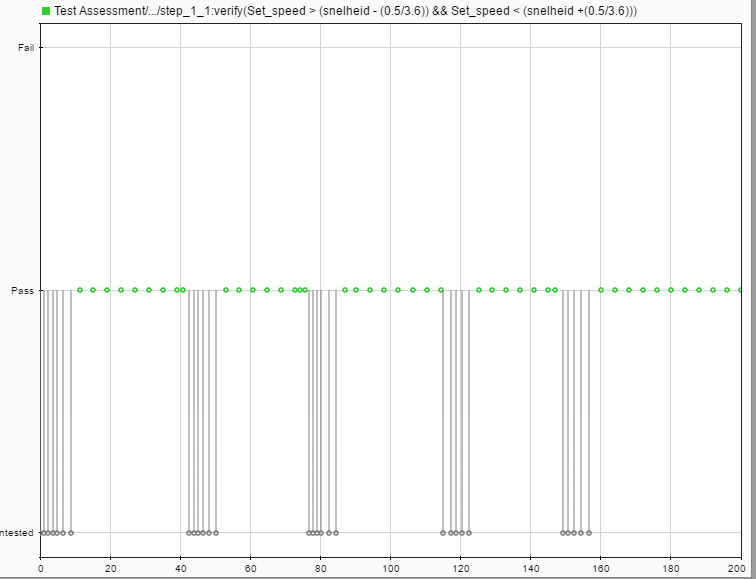 Test Assessment/.../step_1_1:verify(Set_speed > (snelheid - (0.5/3.6)) && Set_speed < (snelheid +(0.5/3.6)))
Fail
Pass
ntested
0 20 40 60 80 100 120 140 160 180 200